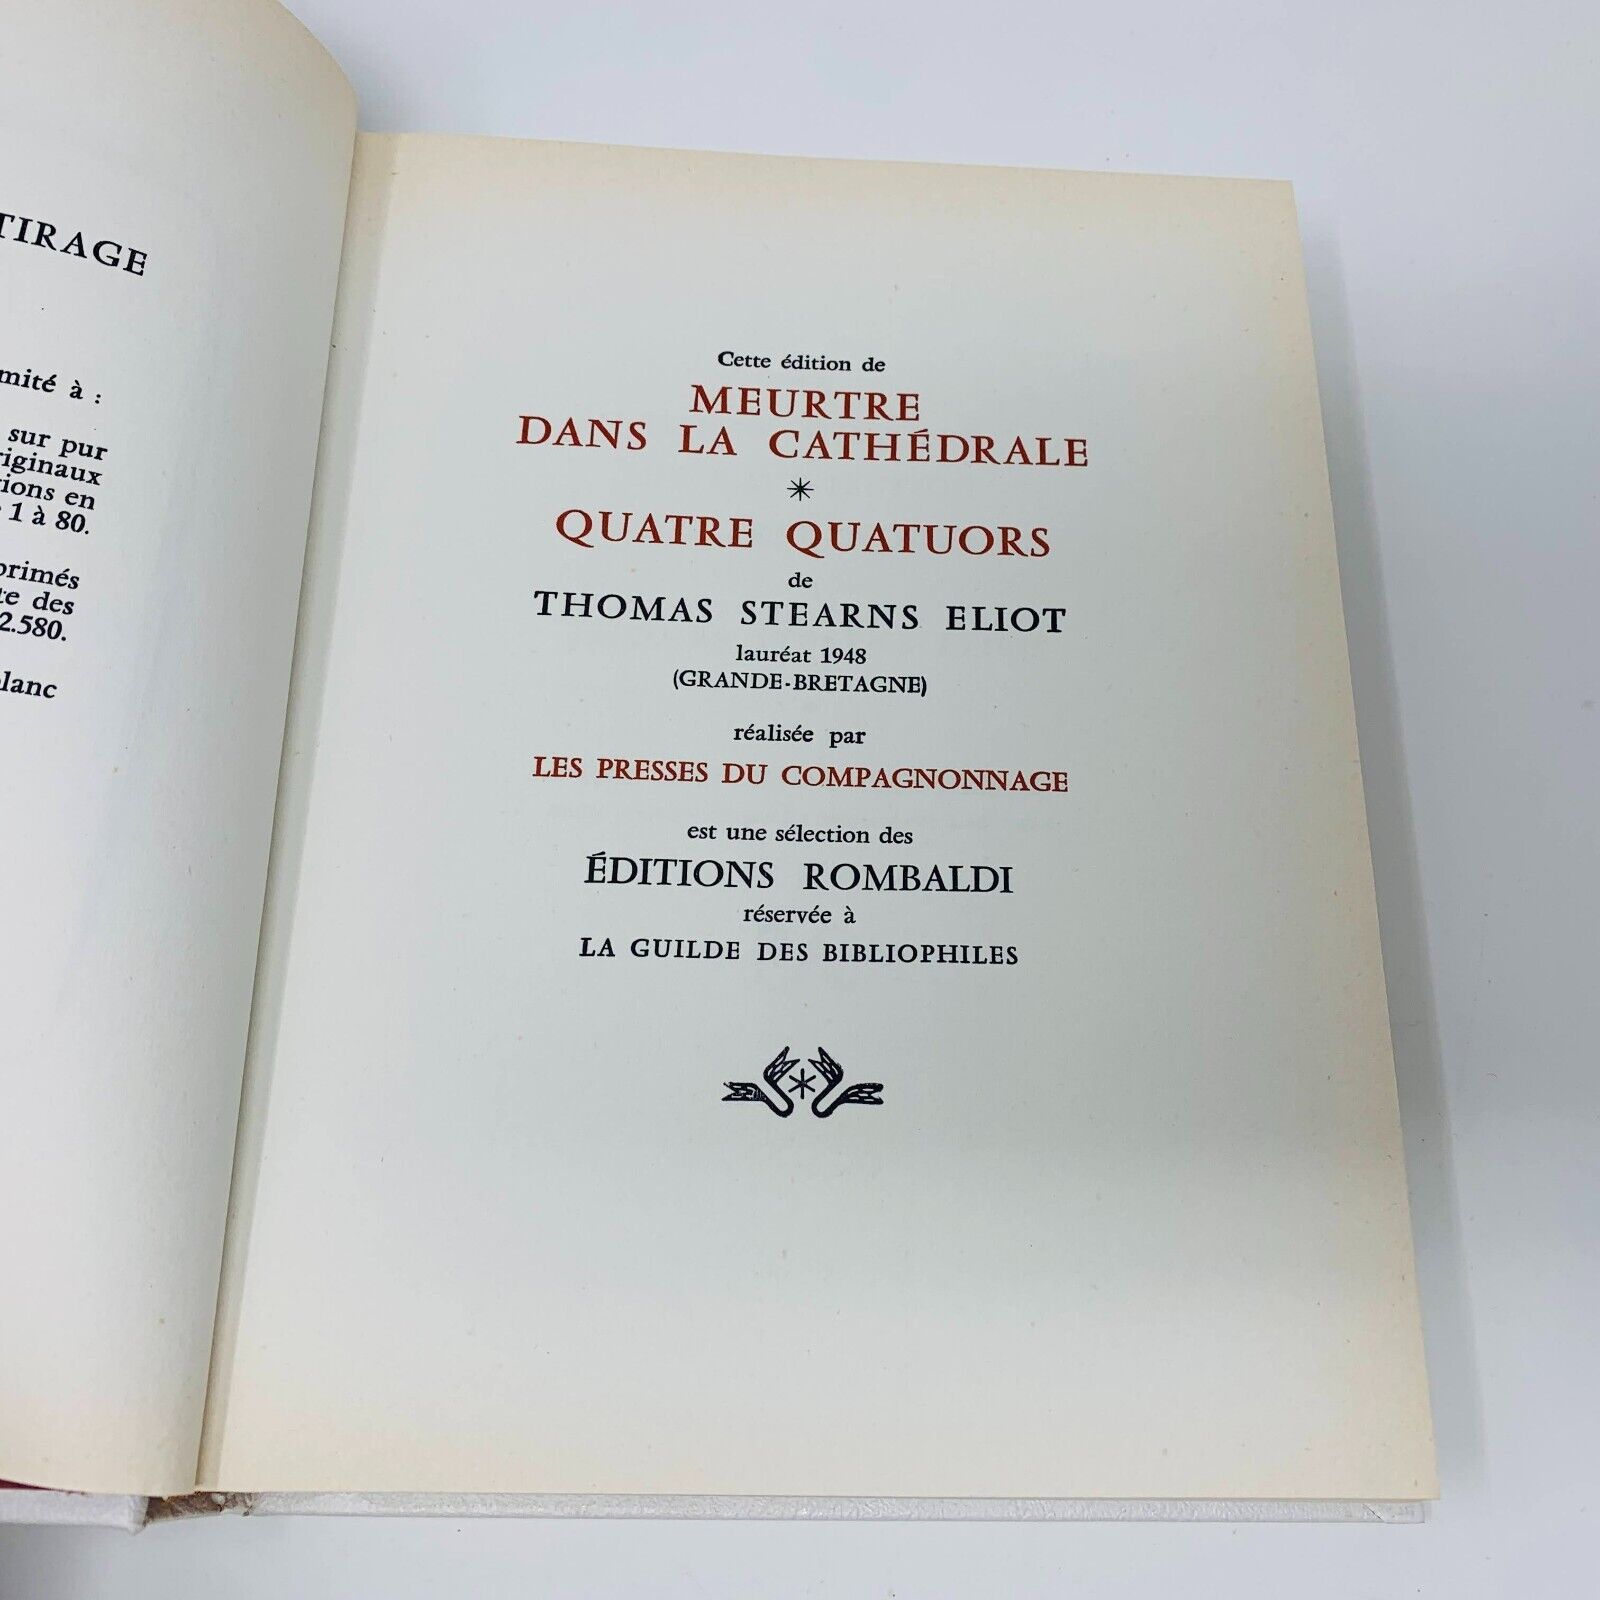 TIRAGE
mité à :
sur pur
riginaux
tions en
1 à 80.
primés
te des
2.580.
blanc
Cette édition de
MEURTRE
DANS LA CATHÉDRALE
*
QUATRE QUATUORS
de
THOMAS STEARNS ELIOT
lauréat 1948
(GRANDE-BRETAGNE)
réalisée par
LES PRESSES DU COMPAGNONNAGE
est une sélection des
ÉDITIONS ROMBALDI
réservée à
LA GUILDE DES BIBLIOPHILES